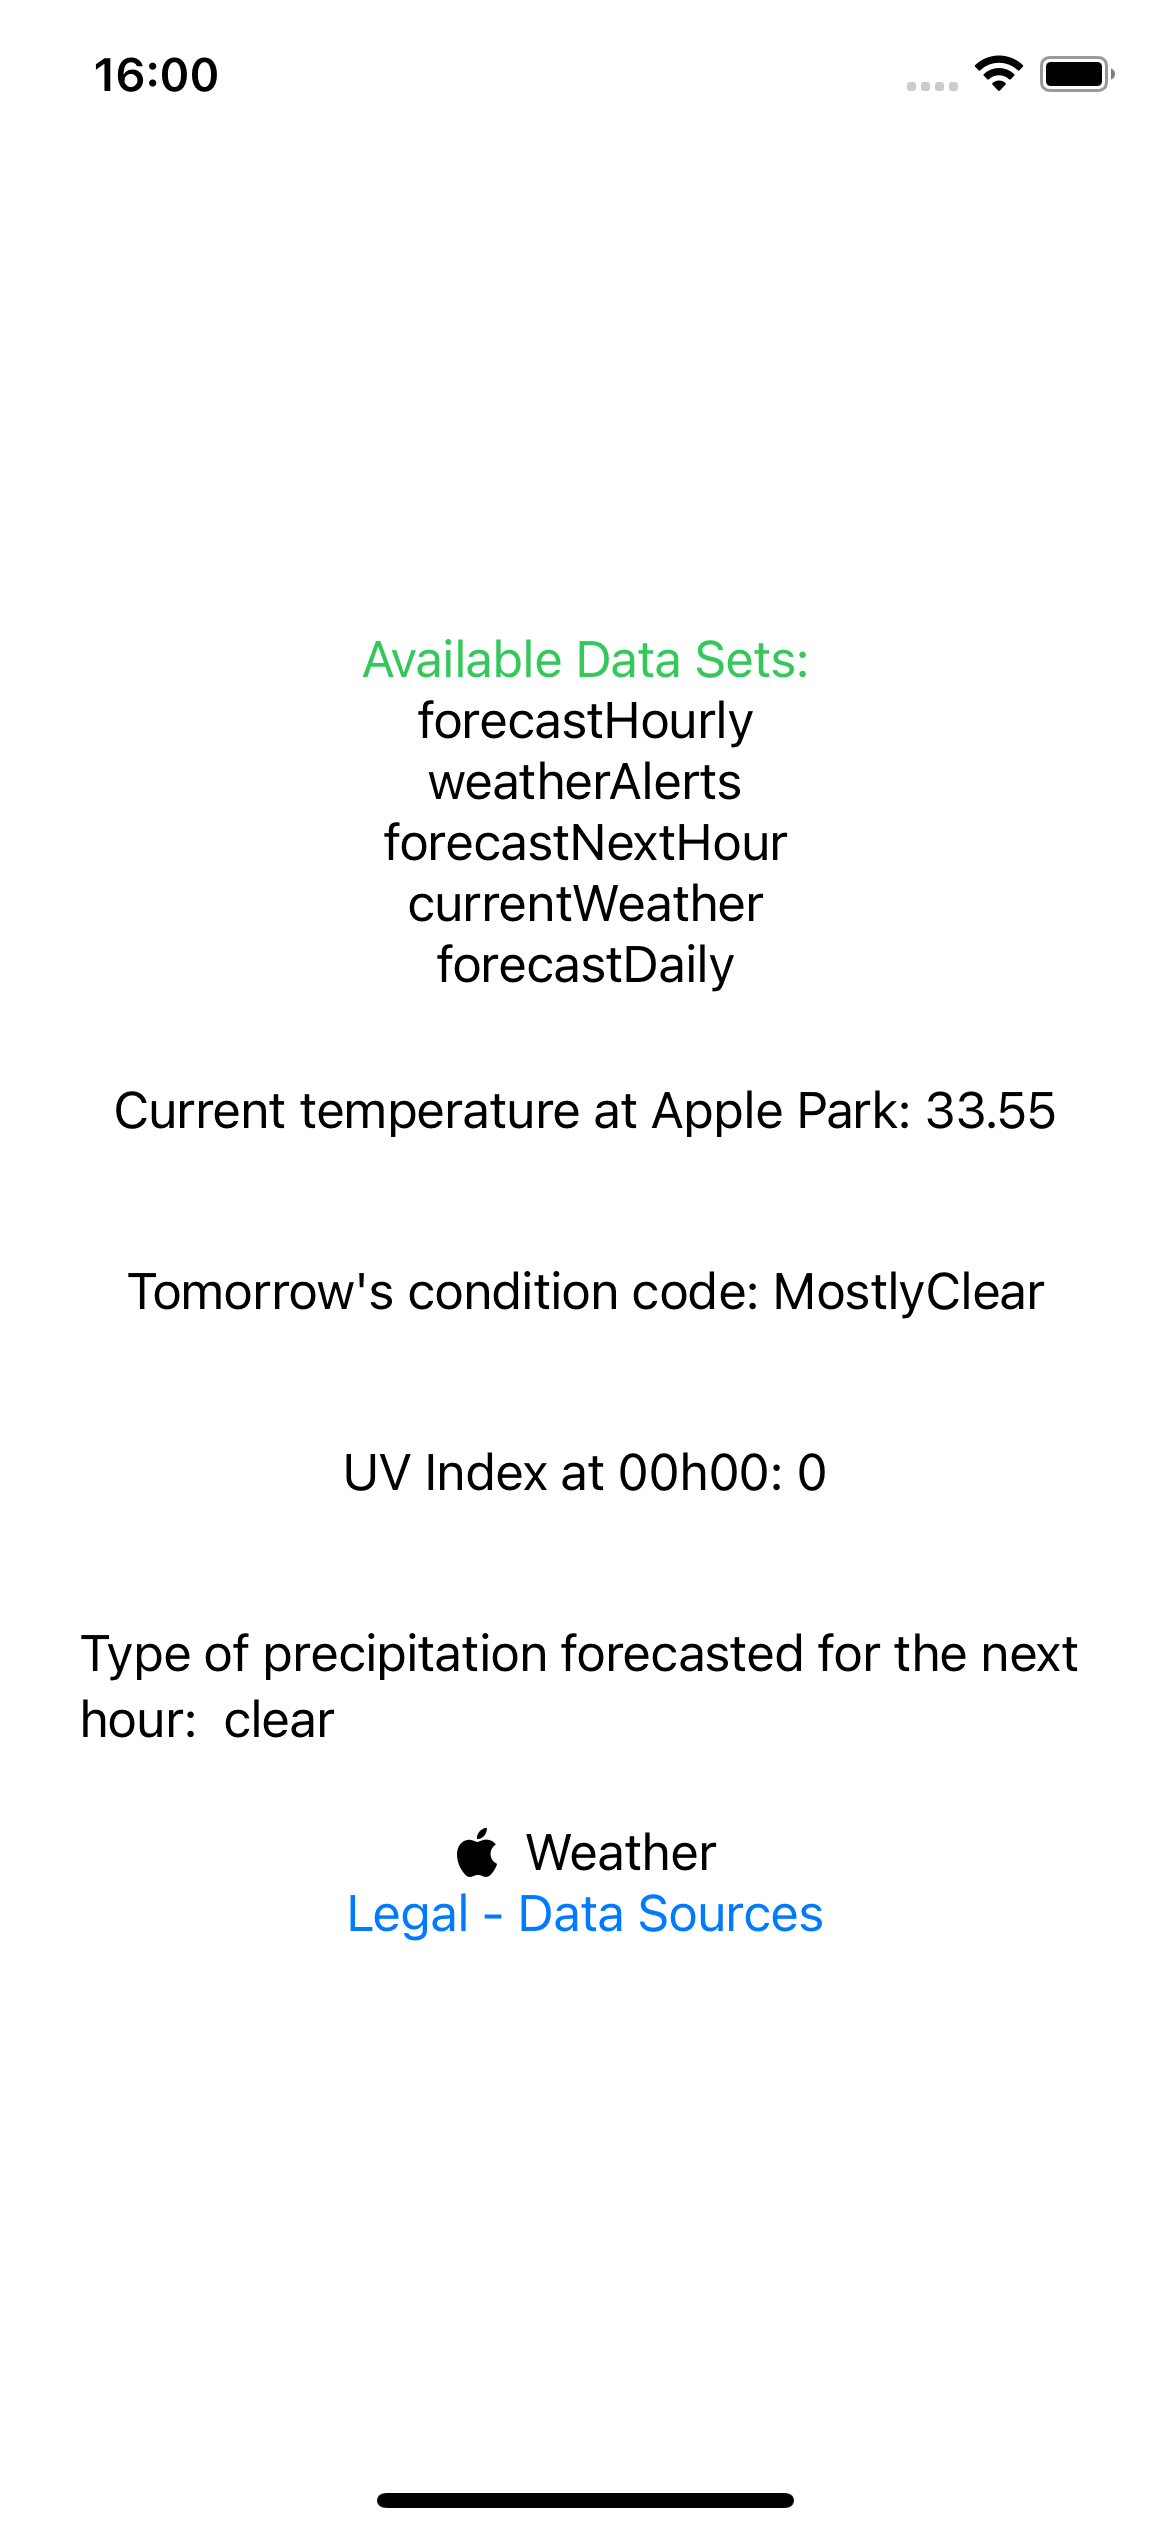 16:00
Available Data Sets:
forecastHourly
weatherAlerts
forecastNextHour
currentWeather
forecastDaily
Current temperature at Apple Park: 33.55
Tomorrow's condition code: MostlyClear
UV Index at 00h00: 0
Type of precipitation forecasted for the next
hour:  clear
Weather
Legal - Data Sources